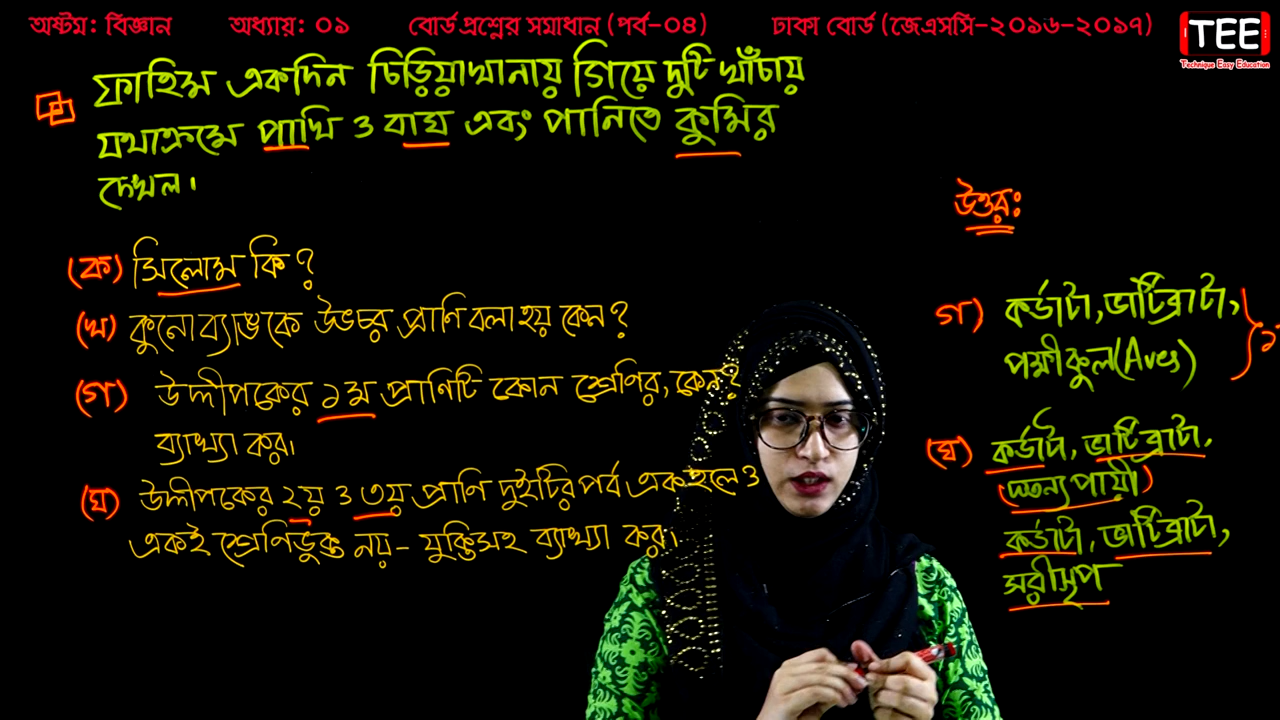 অষ্টম: বিজ্ঞান অধ্যায়: ০১ বোর্ড প্রশ্নের সমাধান (পর্ব-০৪) ঢাকা বোর্ড (জেএসসি-২০১৬-২০১৭)
TEE
Technique Easy Education
ফাহিম একদিন চিড়িয়াখানায় গিয়ে দুটি খাঁচায়
যথাক্রমে পাখি ও বাঘ এবং পানিতে কুমির
দেখল।
(ক) সিলোম কি?
(খ) কুনোব্যাঙকে উভচর প্রাণি বলা হয় কেন?
(গ) উদ্দীপকের ১ম প্রাণিটি কোন শ্রেণির, কেন?
ব্যাখ্যা কর।
(ঘ) উদ্দীপকের ২য় ও ৩য় প্রাণি দুইটির পর্ব এক হলেও
একই শ্রেণিভুক্ত নয়- যুক্তিসহ ব্যাখ্যা কর।
উত্তর:
গ) কর্ডাটা, ভার্টিব্রাটা,
পক্ষীকুল (Aves)
(ঘ) কর্ডাটা, ভার্টিব্রাটা,
(স্তন্যপায়ী)
কর্ডাটা, ভার্টিব্রাটা,
সরীসৃপ